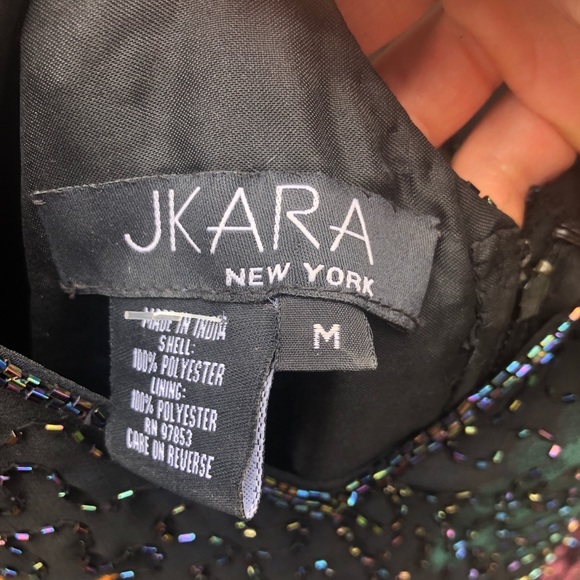 JKARA
NEW YORK
M
MADE IN INDIA
SHELL:
100% POLYESTER
LINING:
100% POLYESTER
RN 97853
CARE ON REVERSE